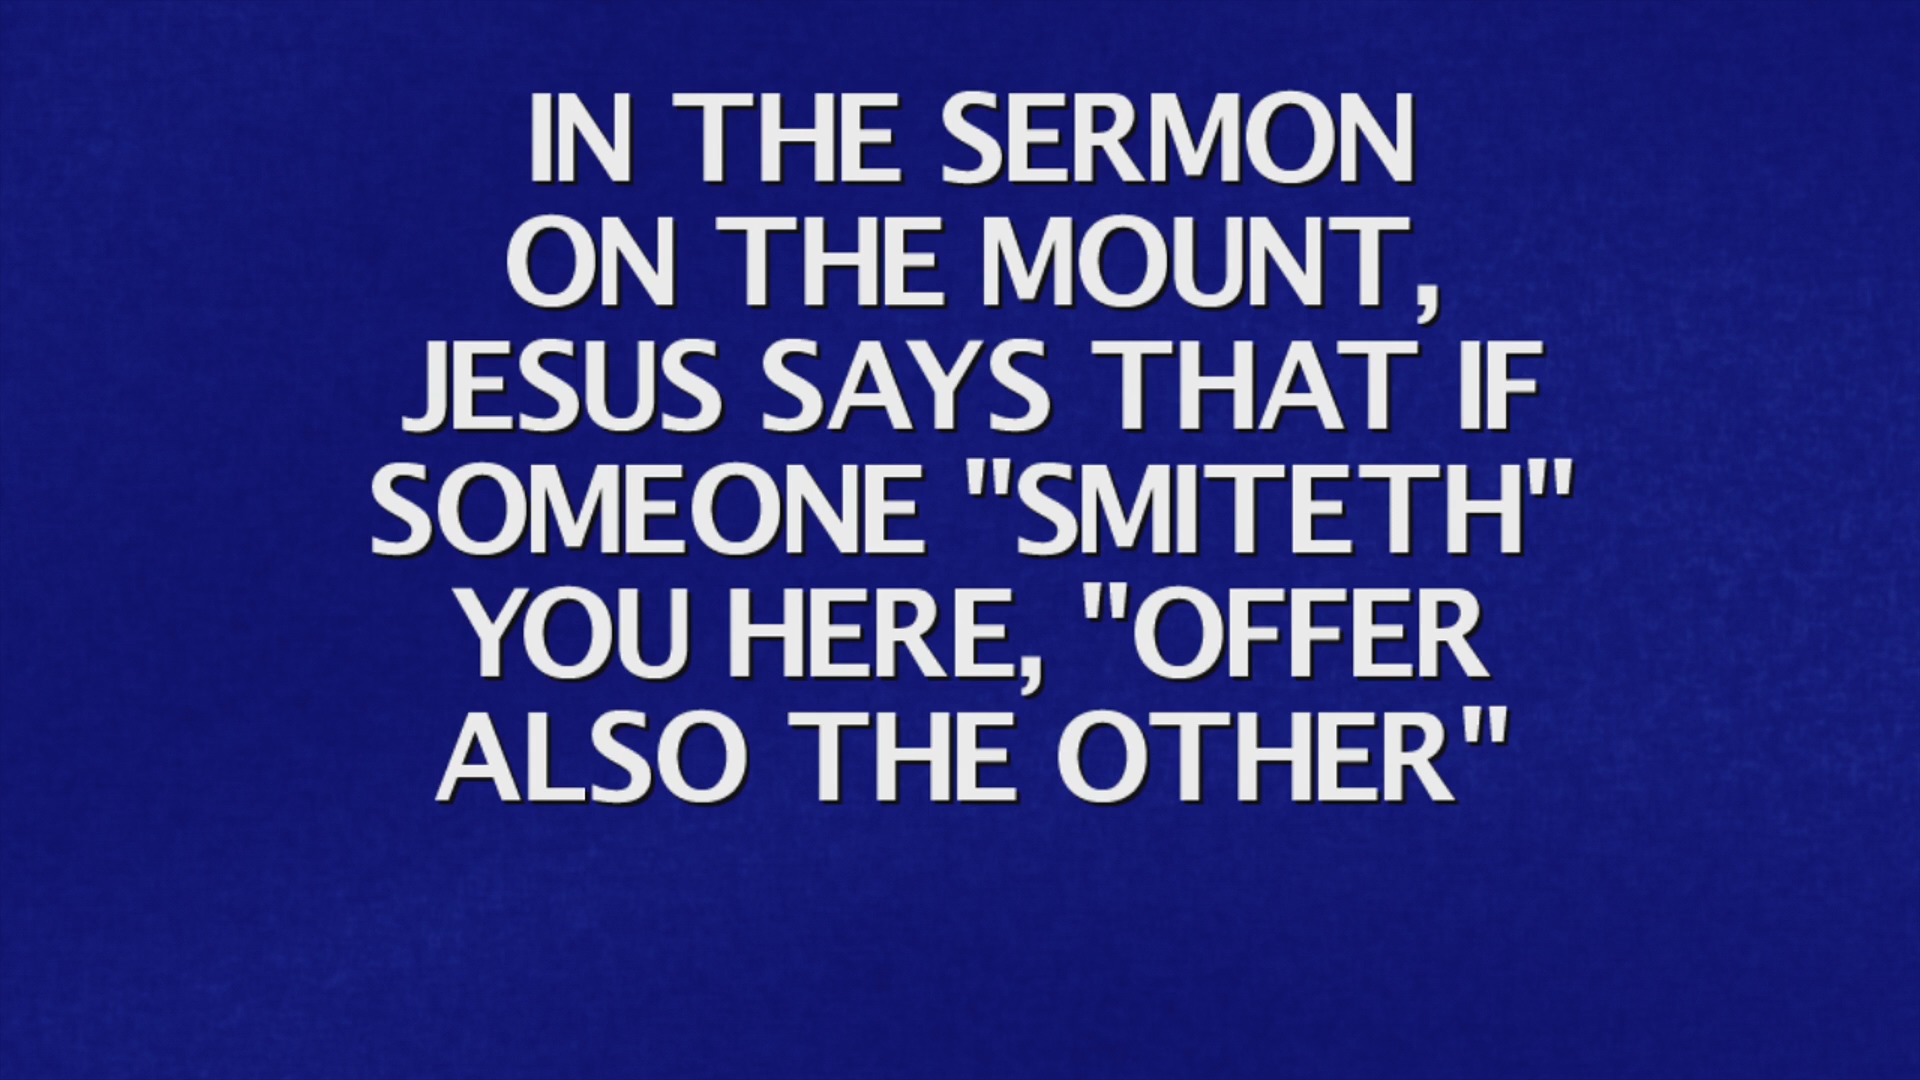 IN THE SERMON
ON THE MOUNT,
JESUS SAYS THAT IF
SOMEONE "SMITETH"
YOU HERE, "OFFER
ALSO THE OTHER"